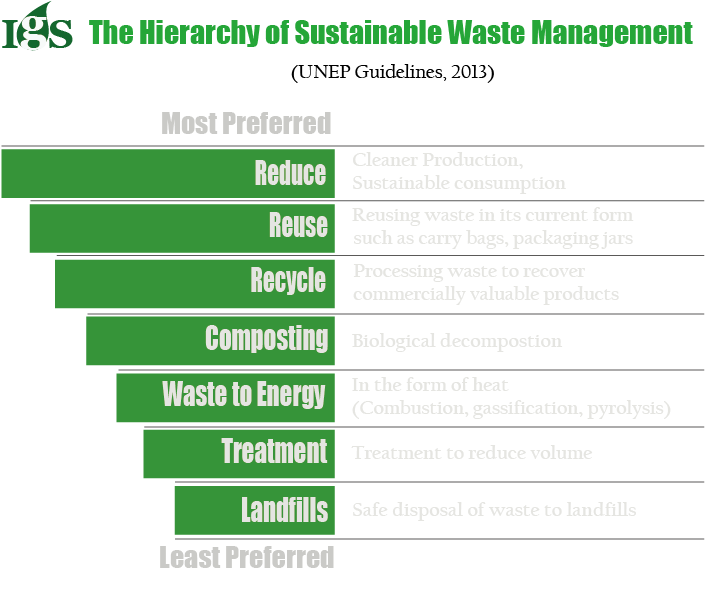 IGS The Hierarchy of Sustainable Waste Management
(UNEP Guidelines, 2013)
Most Preferred
Reduce
Cleaner Production,
Sustainable consumption
Reuse
Reusing waste in its current form
such as carry bags, packaging jars
Recycle
Processing waste to recover
commercially valuable products
Composting
Biological decompostion
Waste to Energy
In the form of heat
(Combustion, gassification, pyrolysis)
Treatment
Treatment to reduce volume
Landfills
Safe disposal of waste to landfills
Least Preferred